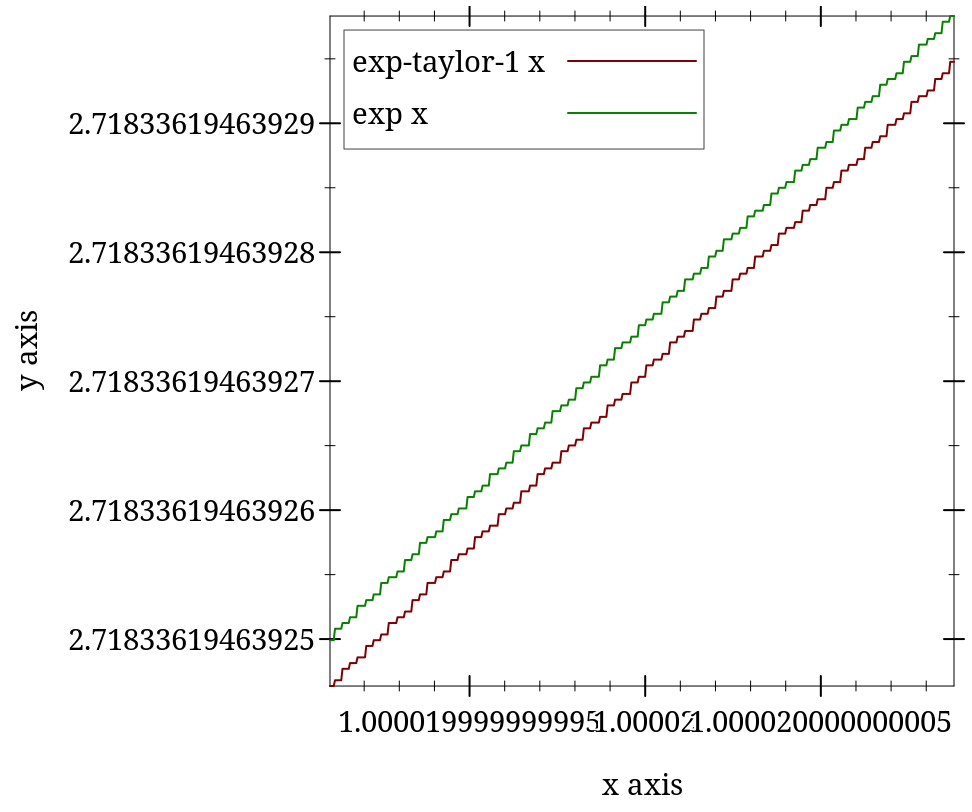 exp-taylor-1 x
exp x
2.71833619463929
2.71833619463928
2.71833619463927
2.71833619463926
2.71833619463925
y axis
1.0000199999999995 1.00002 1.0000200000000005
x axis